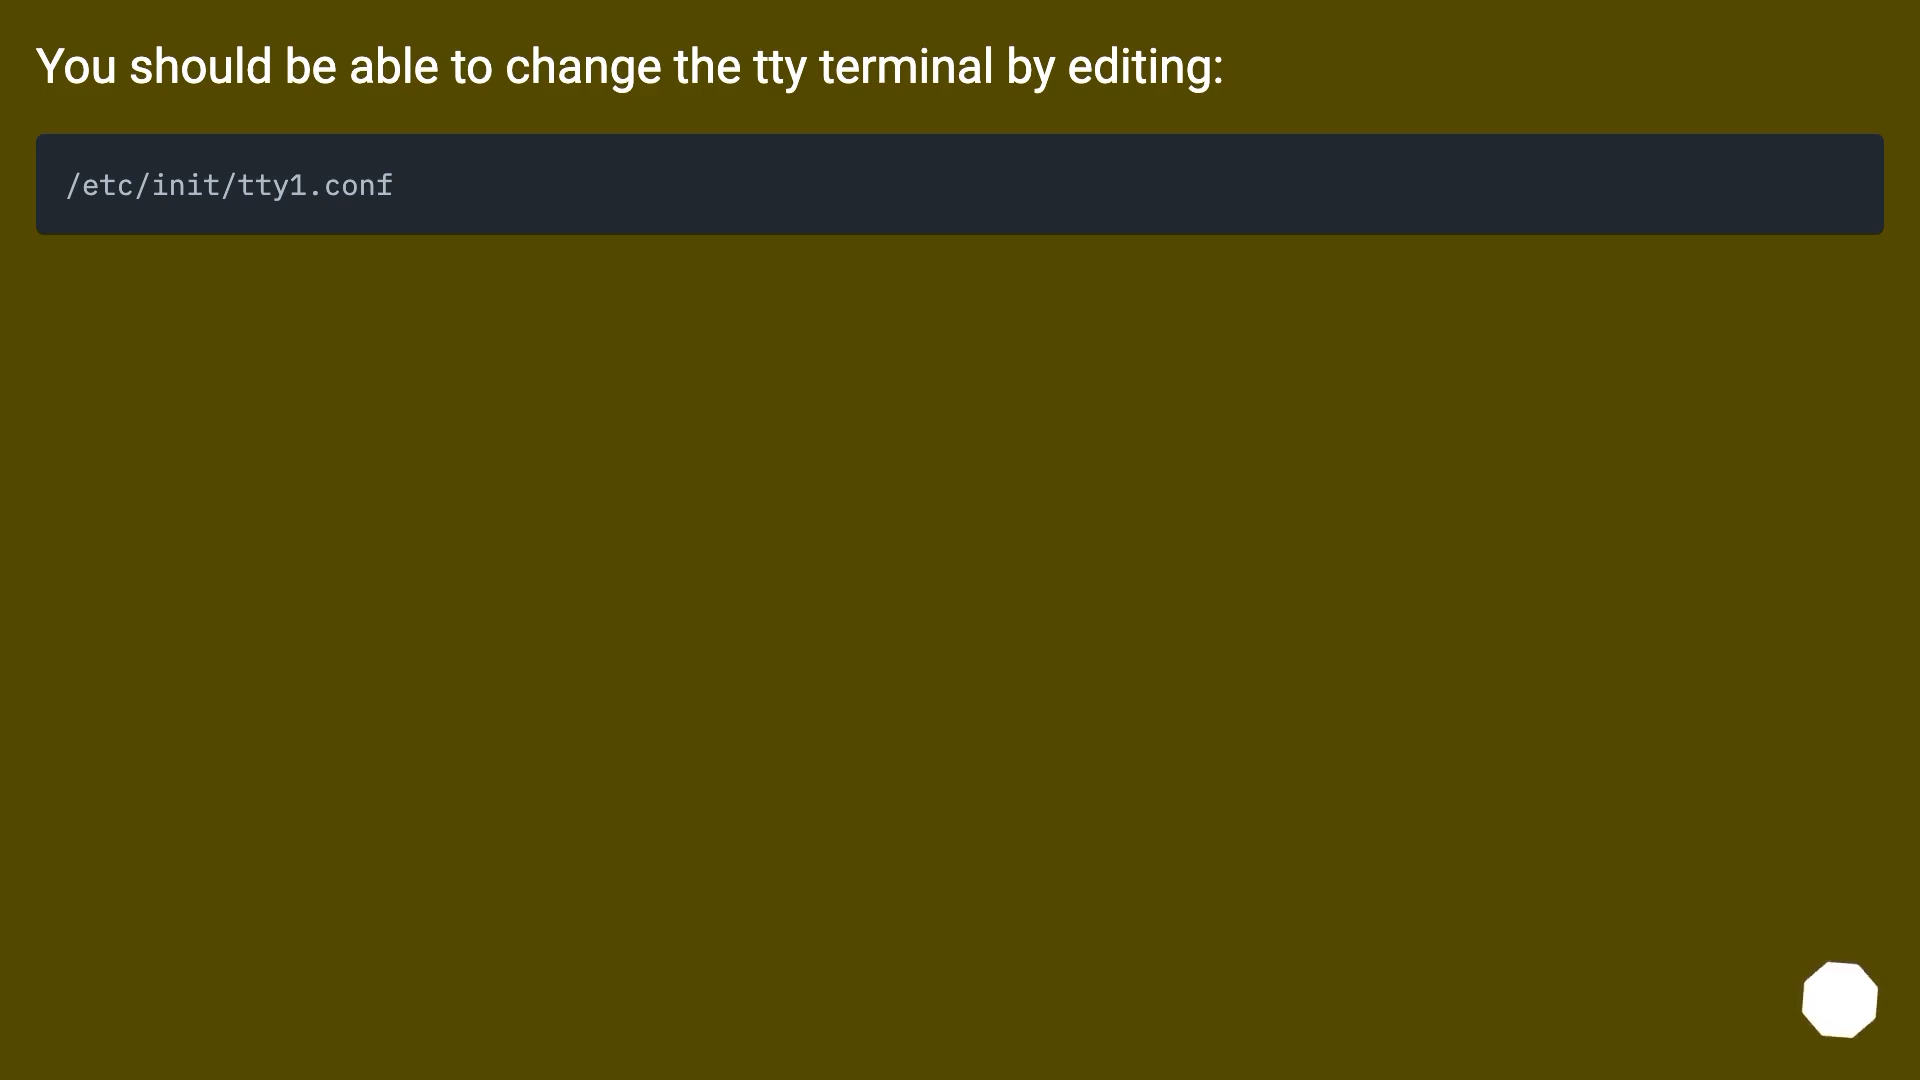 You should be able to change the tty terminal by editing:
/etc/init/tty1.conf